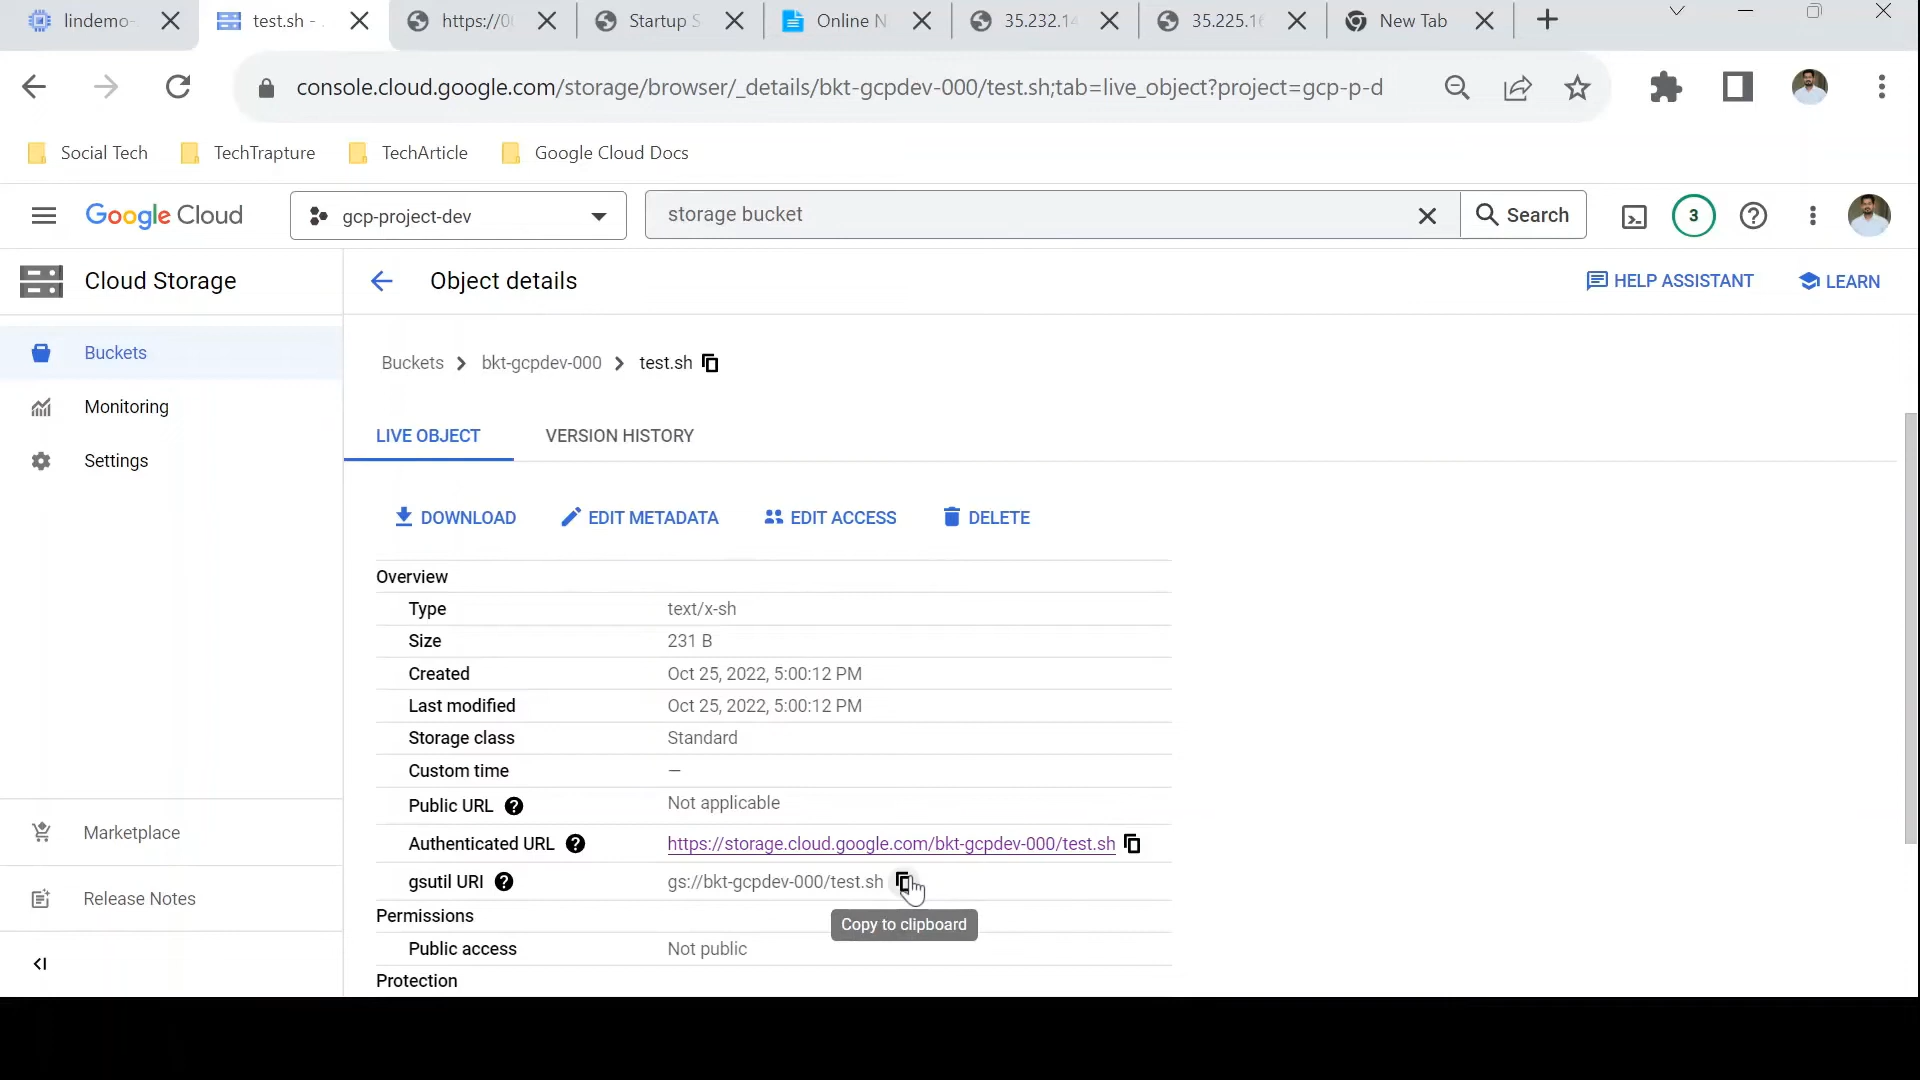 lindemo-
test.sh -
https://0
Startup S
Online N
35.232.14
35.225.16
New Tab
console.cloud.google.com/storage/browser/_details/bkt-gcpdev-000/test.sh;tab=live_object?project=gcp-p-d
Social Tech
TechTrapture
TechArticle
Google Cloud Docs
Google Cloud
gcp-project-dev
storage bucket
Search
3
Cloud Storage
Object details
HELP ASSISTANT
LEARN
Buckets
Monitoring
Settings
Marketplace
Release Notes
Buckets > bkt-gcpdev-000 > test.sh
LIVE OBJECT
VERSION HISTORY
DOWNLOAD
EDIT METADATA
EDIT ACCESS
DELETE
Overview
Type text/x-sh
Size 231 B
Created Oct 25, 2022, 5:00:12 PM
Last modified Oct 25, 2022, 5:00:12 PM
Storage class Standard
Custom time —
Public URL ? Not applicable
Authenticated URL ? https://storage.cloud.google.com/bkt-gcpdev-000/test.sh
gsutil URI ? gs://bkt-gcpdev-000/test.sh
Copy to clipboard
Permissions
Public access Not public
Protection